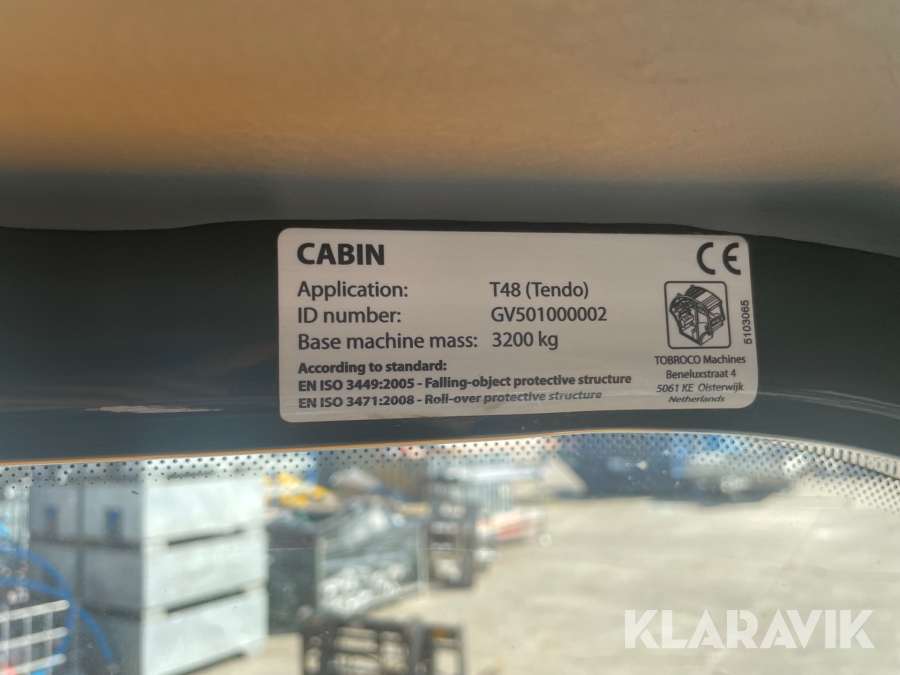 CABIN
CE
Application: T48 (Tendo)
ID number: GV501000002
Base machine mass: 3200 kg
According to standard:
EN ISO 3449:2005 - Falling-object protective structure
EN ISO 3471:2008 - Roll-over protective structure
5103065
TOBROCO Machines
Beneluxstraat 4
5061 KE Oisterwijk
Netherlands
KLARAVIK